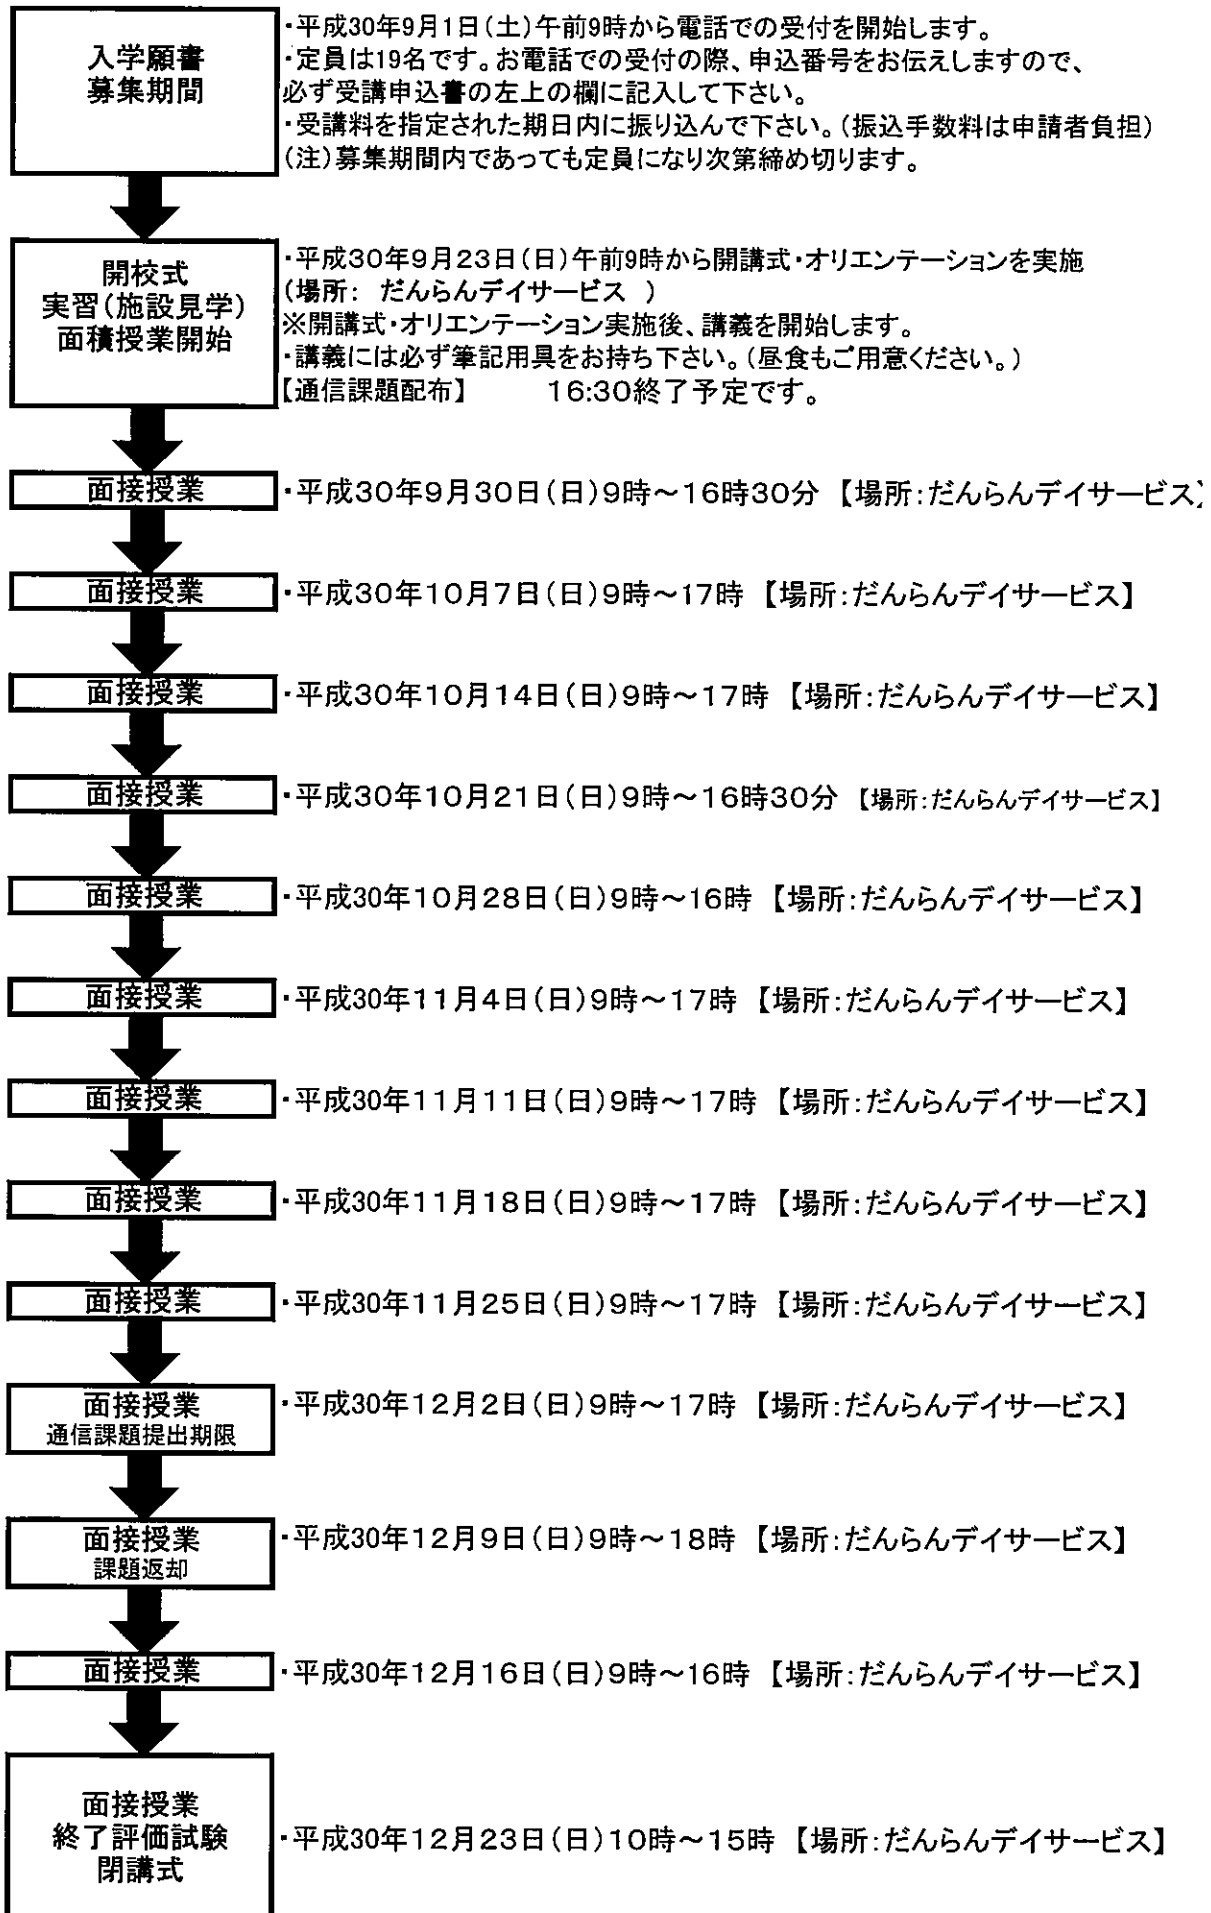 入学願書
募集期間
・平成30年9月1日(土)午前9時から電話での受付を開始します。
・定員は19名です。お電話での受付の際、申込番号をお伝えしますので、
必ず受講申込書の左上の欄に記入して下さい。
・受講料を指定された期日内に振り込んで下さい。(振込手数料は申請者負担)
(注)募集期間内であっても定員になり次第締め切ります。
開校式
実習(施設見学)
面積授業開始
・平成30年9月23日(日)午前9時から開講式・オリエンテーションを実施
(場所: だんらんデイサービス )
※開講式・オリエンテーション実施後、講義を開始します。
・講義には必ず筆記用具をお持ち下さい。(昼食もご用意ください。)
【通信課題配布】 16:30終了予定です。
面接授業 ・平成30年9月30日(日)9時～16時30分 【場所:だんらんデイサービス】
面接授業 ・平成30年10月7日(日)9時～17時 【場所:だんらんデイサービス】
面接授業 ・平成30年10月14日(日)9時～17時 【場所:だんらんデイサービス】
面接授業 ・平成30年10月21日(日)9時～16時30分 【場所:だんらんデイサービス】
面接授業 ・平成30年10月28日(日)9時～16時 【場所:だんらんデイサービス】
面接授業 ・平成30年11月4日(日)9時～17時 【場所:だんらんデイサービス】
面接授業 ・平成30年11月11日(日)9時～17時 【場所:だんらんデイサービス】
面接授業 ・平成30年11月18日(日)9時～17時 【場所:だんらんデイサービス】
面接授業 ・平成30年11月25日(日)9時～17時 【場所:だんらんデイサービス】
面接授業 ・平成30年12月2日(日)9時～17時 【場所:だんらんデイサービス】
通信課題提出期限
面接授業 ・平成30年12月9日(日)9時～18時 【場所:だんらんデイサービス】
課題返却
面接授業 ・平成30年12月16日(日)9時～16時 【場所:だんらんデイサービス】
面接授業
終了評価試験 ・平成30年12月23日(日)10時～15時 【場所:だんらんデイサービス】
閉講式